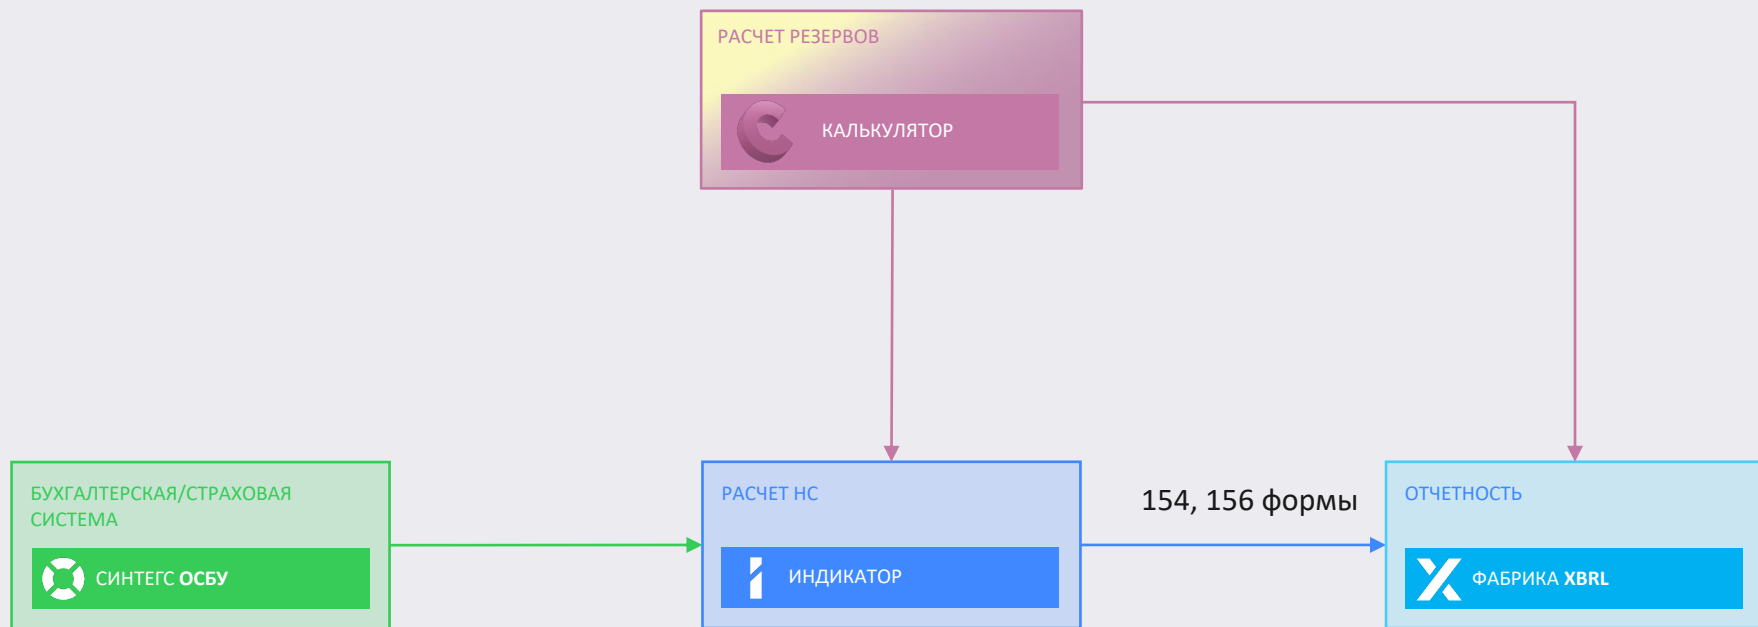 РАСЧЕТ РЕЗЕРВОВ
КАЛЬКУЛЯТОР
БУХГАЛТЕРСКАЯ/СТРАХОВАЯ
СИСТЕМА
СИНТЕГС ОСБУ
РАСЧЕТ НС
ИНДИКАТОР
154, 156 формы
ОТЧЕТНОСТЬ
ФАБРИКА XBRL